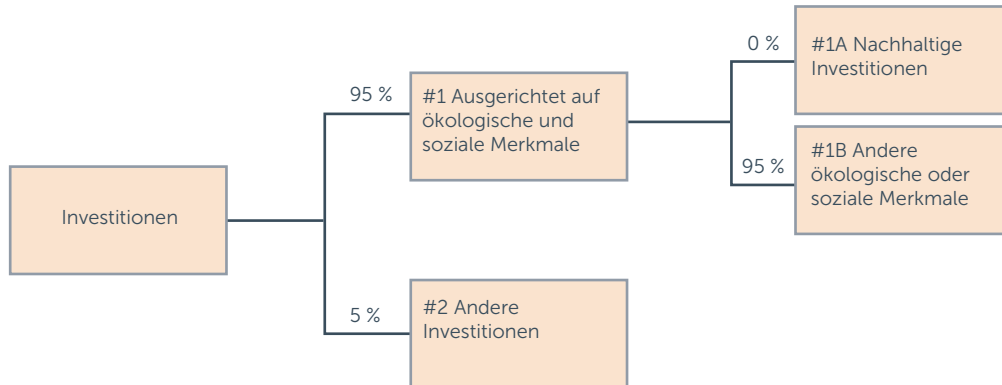 Investitionen
95 %
#1 Ausgerichtet auf
ökologische und
soziale Merkmale
5 %
#2 Andere
Investitionen
0 %
#1A Nachhaltige
Investitionen
95 %
#1B Andere
ökologische oder
soziale Merkmale